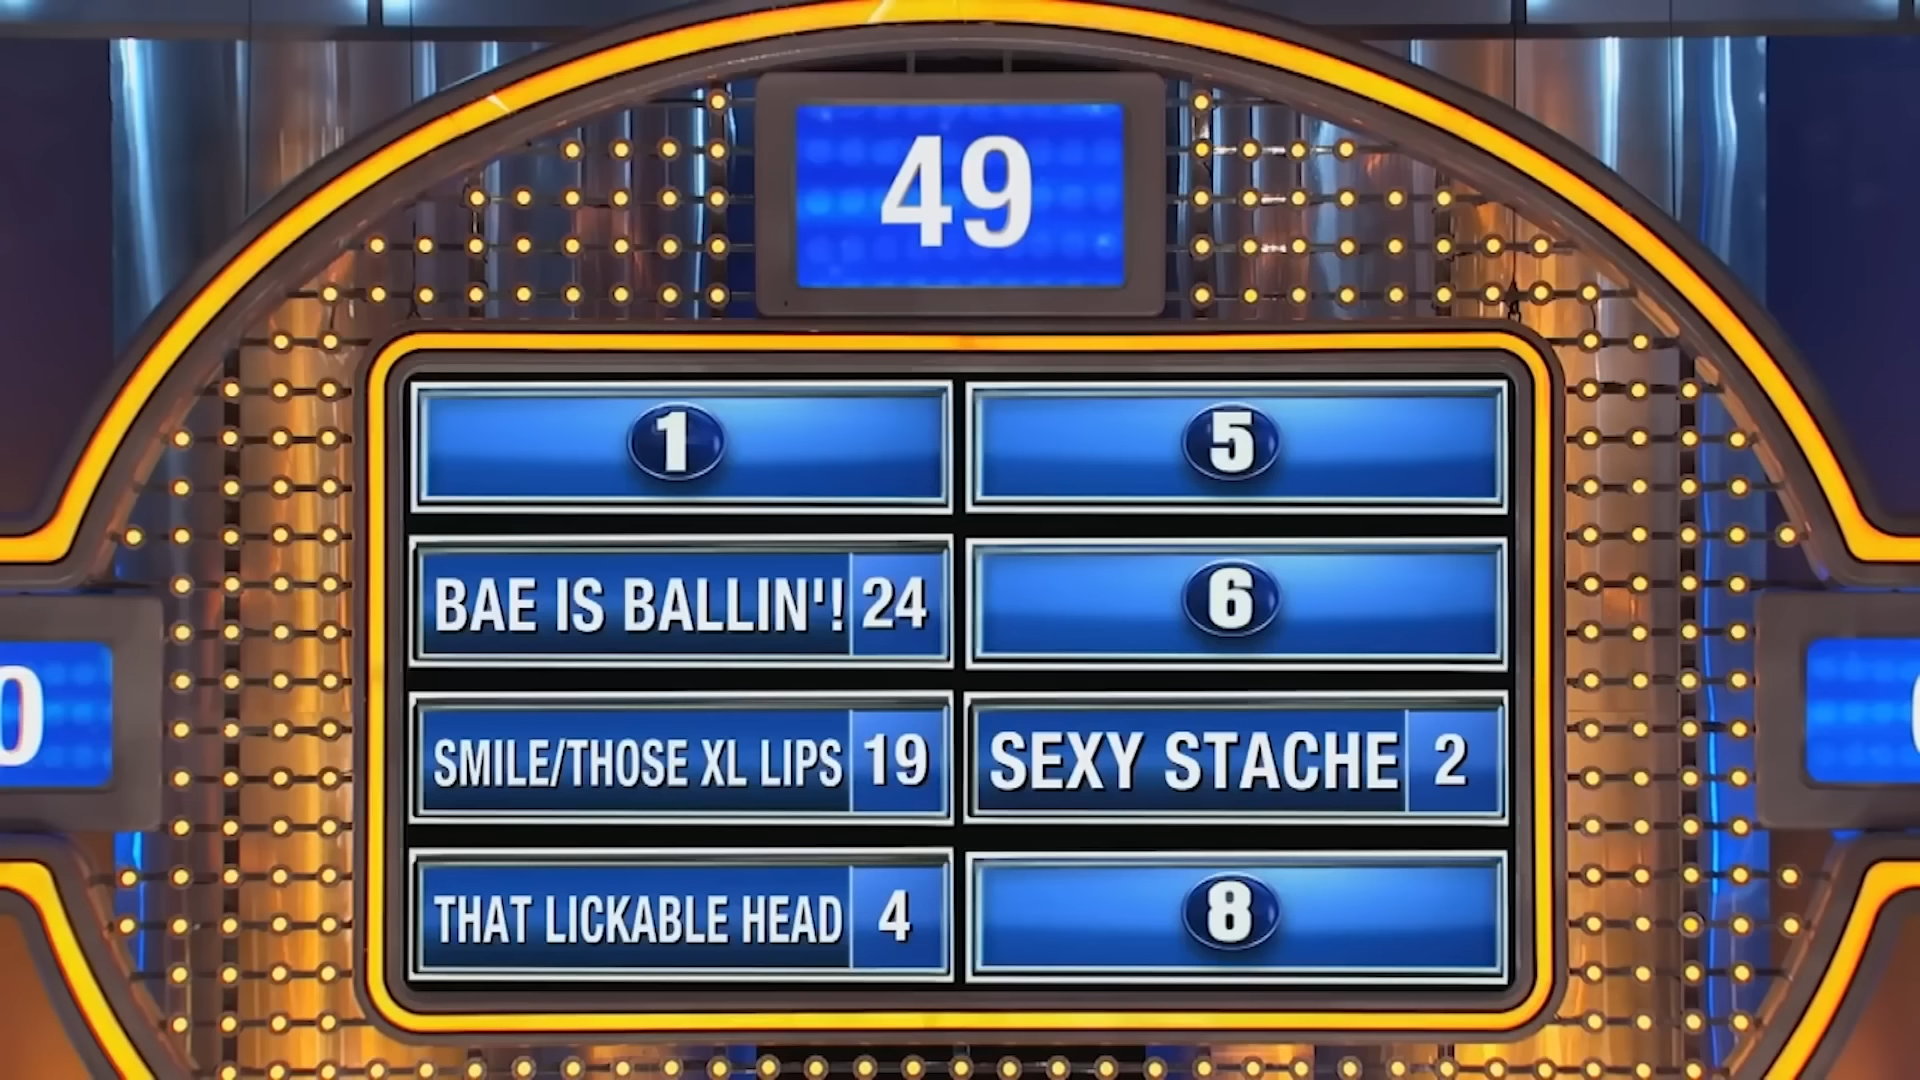 49
1
5
BAE IS BALLIN'! 24
6
0
SMILE/THOSE XL LIPS 19
SEXY STACHE 2
THAT LICKABLE HEAD 4
8